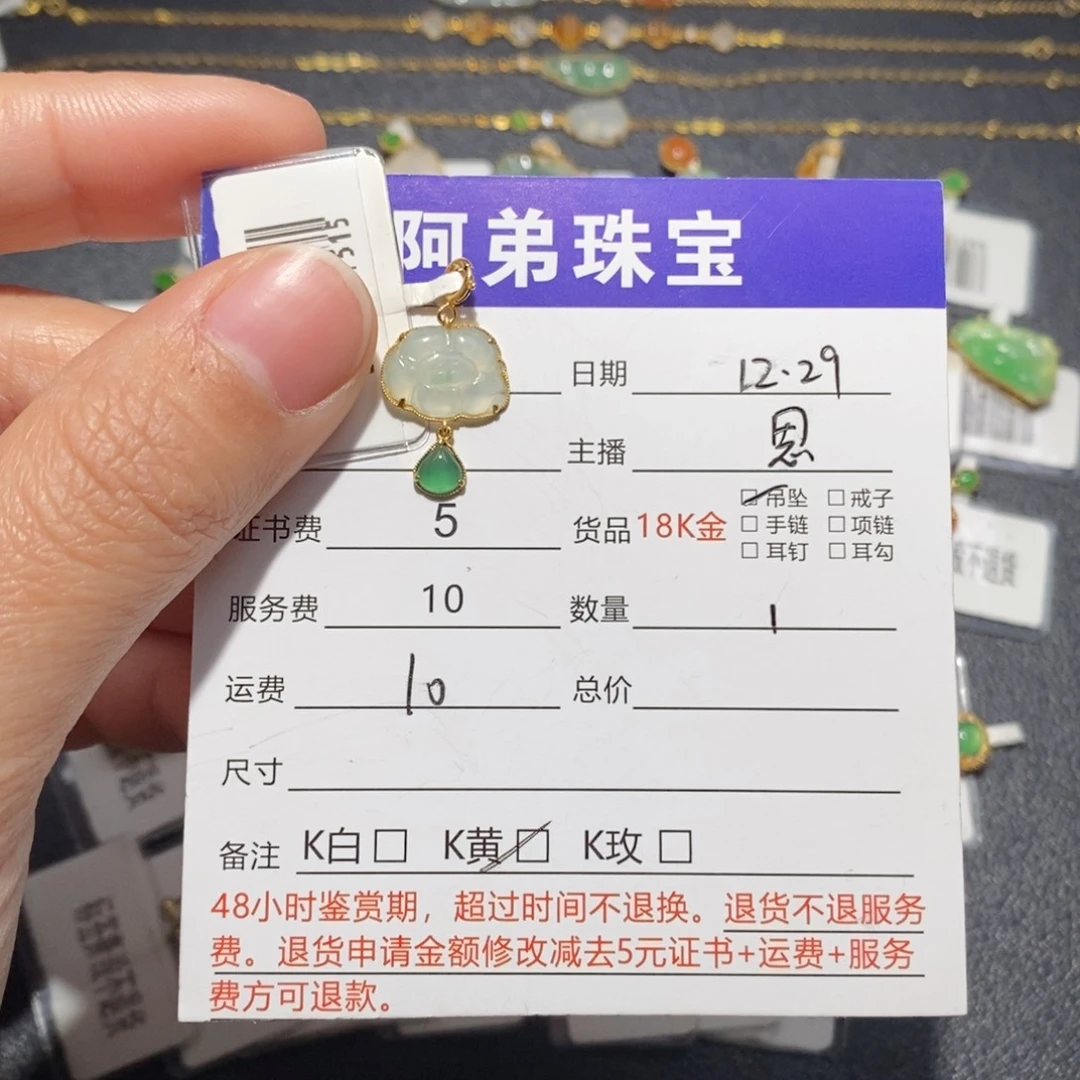 515
阿弟珠宝
日期 12.29
主播 恩
证书费 5 货品 18K金 ☑吊坠 □戒子
□手链 □项链
□耳钉 □耳勾
服务费 10 数量 1
运费 10 总价
尺寸
备注 K白□ K黄☑ K玫□
48小时鉴赏期，超过时间不退换。退货不退服务
费。退货申请金额修改减去5元证书+运费+服务
费方可退款。
不退货